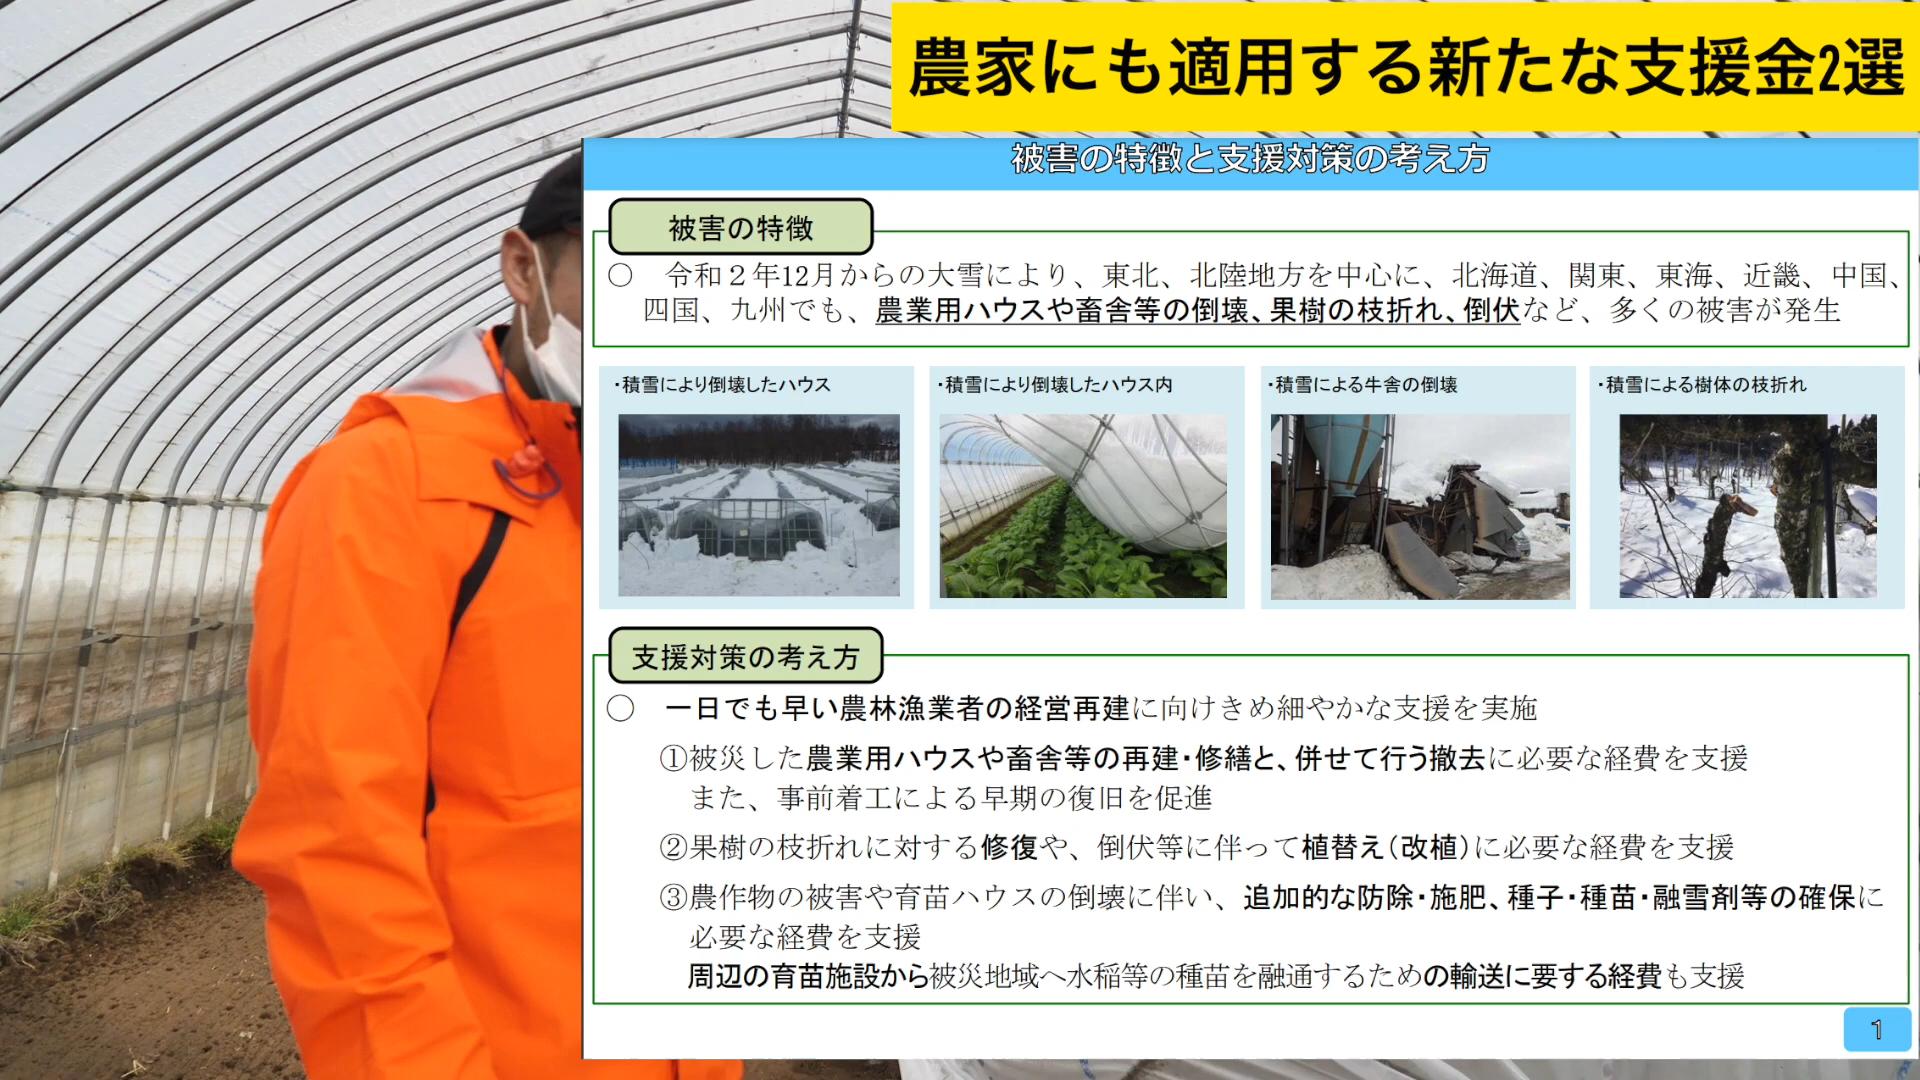 農家にも適用する新たな支援金2選
被害の特徴と支援対策の考え方
被害の特徴
○ 令和２年12月からの大雪により、東北、北陸地方を中心に、北海道、関東、東海、近畿、中国、
四国、九州でも、農業用ハウスや畜舎等の倒壊、果樹の枝折れ、倒伏など、多くの被害が発生
・積雪により倒壊したハウス
・積雪により倒壊したハウス内
・積雪による牛舎の倒壊
・積雪による樹体の枝折れ
支援対策の考え方
○ 一日でも早い農林漁業者の経営再建に向けきめ細やかな支援を実施
①被災した農業用ハウスや畜舎等の再建・修繕と、併せて行う撤去に必要な経費を支援
また、事前着工による早期の復旧を促進
②果樹の枝折れに対する修復や、倒伏等に伴って植替え（改植）に必要な経費を支援
③農作物の被害や育苗ハウスの倒壊に伴い、追加的な防除・施肥、種子・種苗・融雪剤等の確保に
必要な経費を支援
周辺の育苗施設から被災地域へ水稲等の種苗を融通するための輸送に要する経費も支援
1